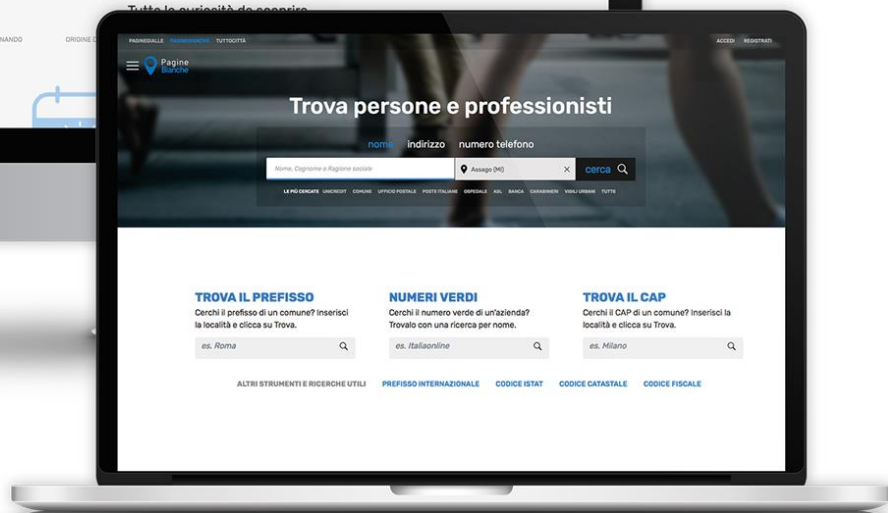 Tutte le curiosità da scoprire
NANDO
ORIGINE
PAGINEGIALLE PAGINEBIANCHE TUTTOCITTÀ
ACCEDI REGISTRATI
Pagine
Bianche
Trova persone e professionisti
nome indirizzo numero telefono
Nome, Cognome o Ragione sociale
Assago (MI)
cerca
LE PIÙ CERCATE UNICREDIT COMUNE UFFICIO POSTALE POSTE ITALIANE OSPEDALE ASL BANCA CARABINIERI VIGILI URBANI TUTTE
TROVA IL PREFISSO
Cerchi il prefisso di un comune? Inserisci
la località e clicca su Trova.
es. Roma
NUMERI VERDI
Cerchi il numero verde di un'azienda?
Trovalo con una ricerca per nome.
es. Italiaonline
TROVA IL CAP
Cerchi il CAP di un comune? Inserisci la
località e clicca su Trova.
es. Milano
ALTRI STRUMENTI E RICERCHE UTILI PREFISSO INTERNAZIONALE CODICE ISTAT CODICE CATASTALE CODICE FISCALE